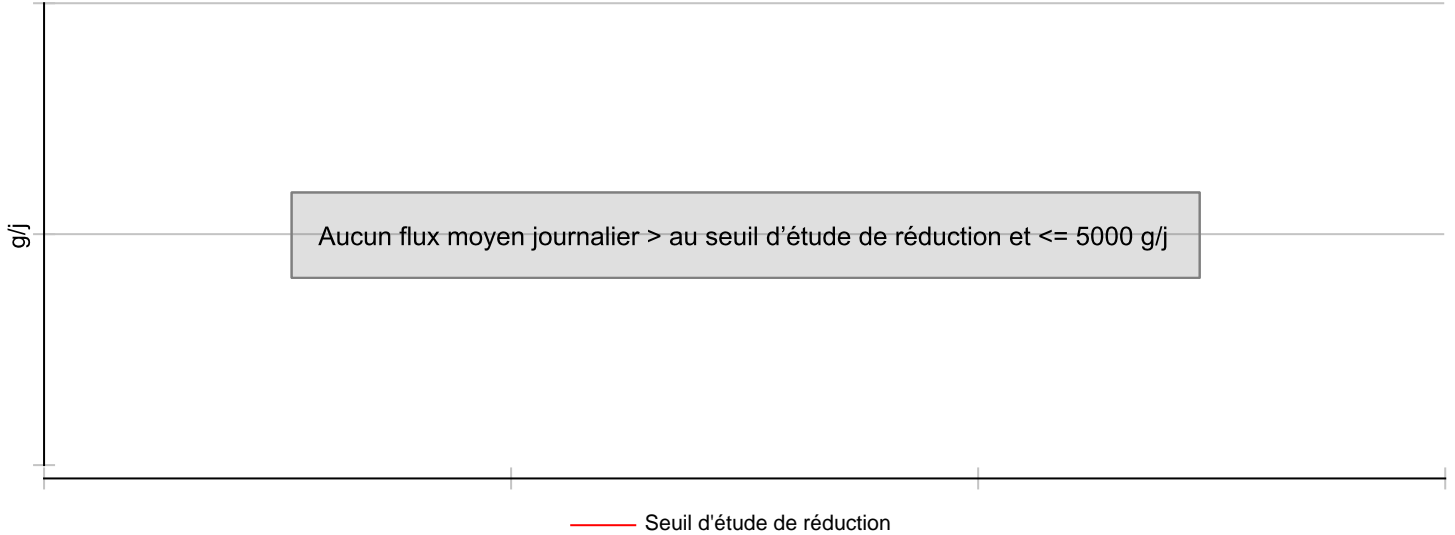 g/j
Aucun flux moyen journalier > au seuil d’étude de réduction et <= 5000 g/j
Seuil d'étude de réduction